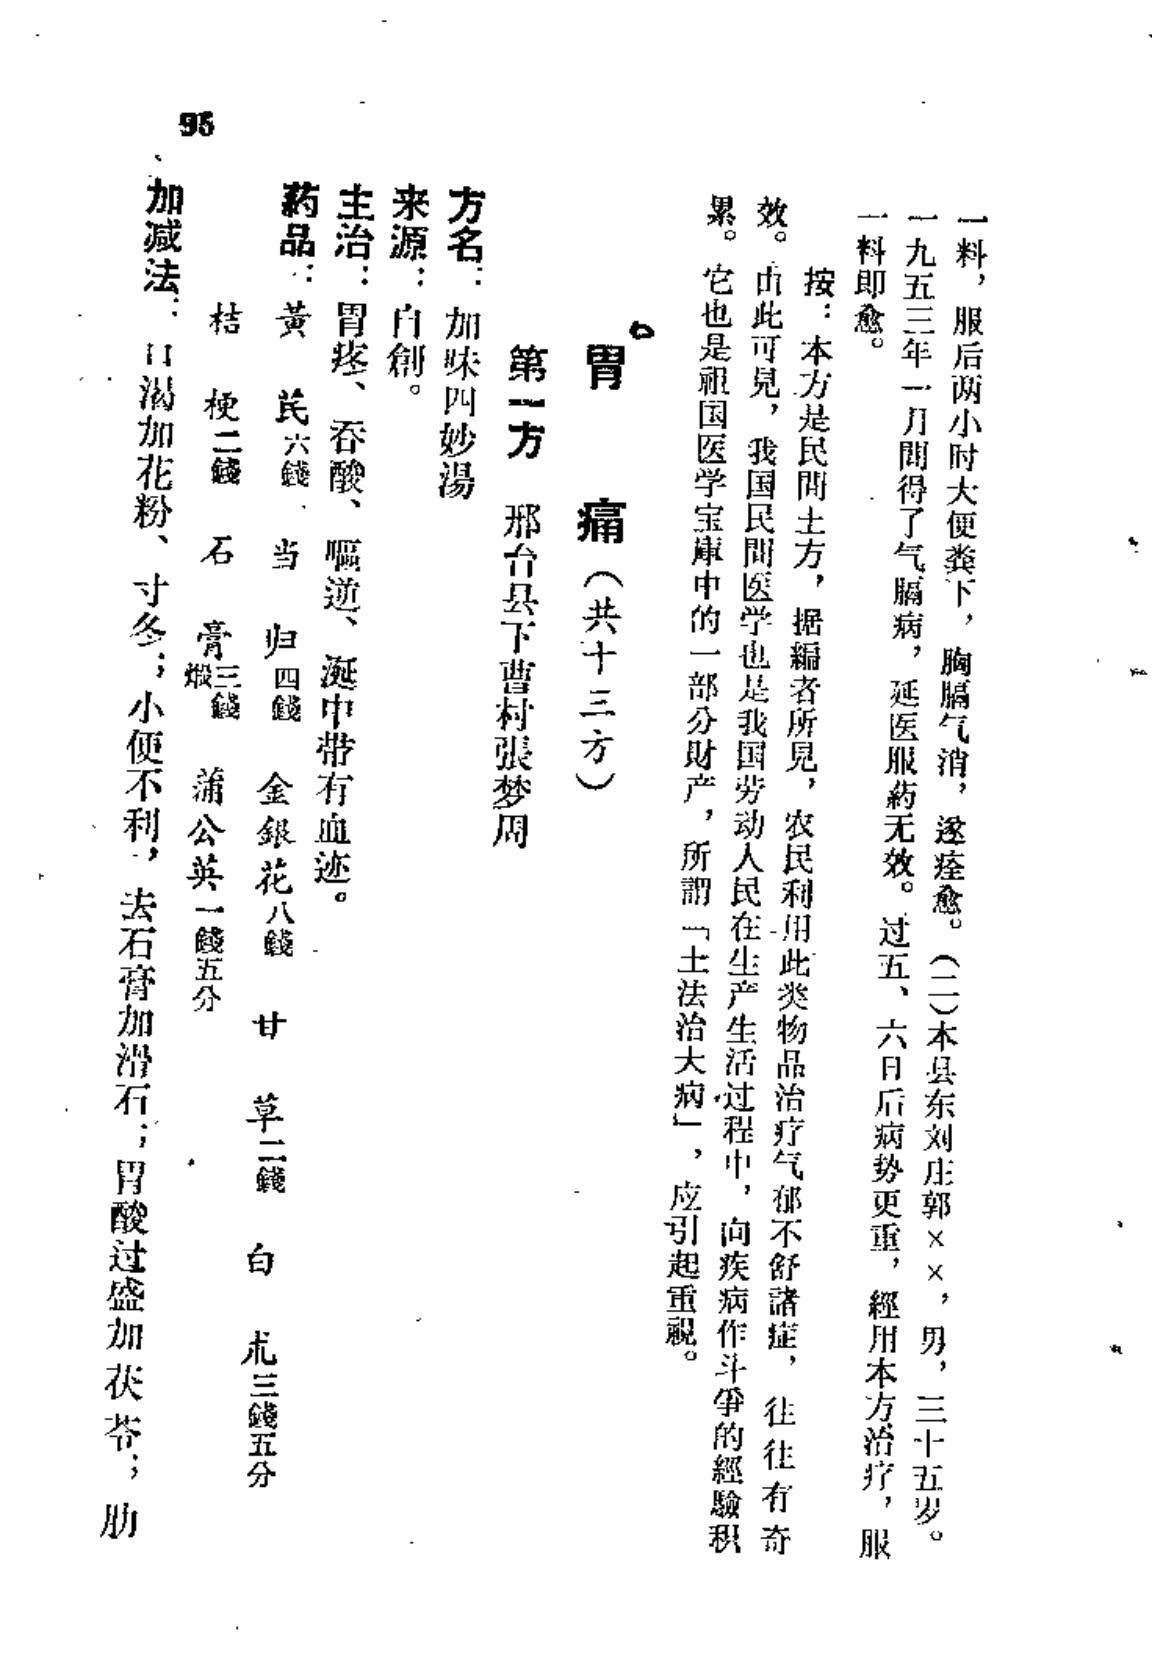 一料，服后两小时大便粪下，胸膈气消，遂痊愈。（二）本县东刘庄郭××，男，三十五岁。
一九五三年一月間得了气膈病，延医服葯无效。过五、六日后病势更重，經用本方治疗，服
一料即愈。
按：本方是民間土方，据編者所見，农民利用此类物品治疗气郁不舒諸症，往往有奇
效。由此可見，我国民間医学也是我国劳动人民在生产生活过程中，向疾病作斗爭的經驗积
累。它也是祖国医学宝庫中的一部分財产，所謂「土法治大病」，应引起重視。
胃痛（共十三方）
第一方 邢台县下曹村張梦周
方名：加味四妙湯
来源：自創。
主治：胃疼、吞酸、嘔逆、涎中带有血迹。
葯品：黃芪六錢 当归四錢 金銀花八錢 甘草二錢 白朮三錢五分
桔梗二錢 石膏三錢煅 蒲公英一錢五分
加减法：口渴加花粉、寸冬；小便不利，去石膏加滑石；胃酸过盛加茯苓；肋
95